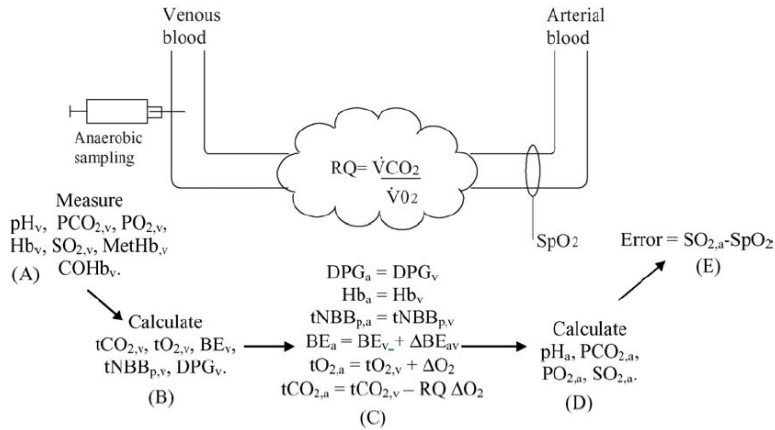 Venous
blood
Arterial
blood
Anaerobic
sampling
RQ= V̇CO₂
V̇0₂
SpO₂
Measure
pHᵥ, PCO₂,ᵥ, PO₂,ᵥ,
Hbᵥ, SO₂,ᵥ, MetHb,ᵥ
COHbᵥ.
(A)
Calculate
tCO₂,ᵥ, tO₂,ᵥ, BEᵥ,
tNBBₚ,ᵥ, DPGᵥ.
(B)
DPGₐ = DPGᵥ
Hbₐ = Hbᵥ
tNBBₚ,ₐ = tNBBₚ,ᵥ
BEₐ = BEᵥ + ΔBEₐᵥ
tO₂,ₐ = tO₂,ᵥ + ΔO₂
tCO₂,ₐ = tCO₂,ᵥ – RQ ΔO₂
(C)
Calculate
pHₐ, PCO₂,ₐ,
PO₂,ₐ, SO₂,ₐ.
(D)
Error = SO₂,ₐ-SpO₂
(E)